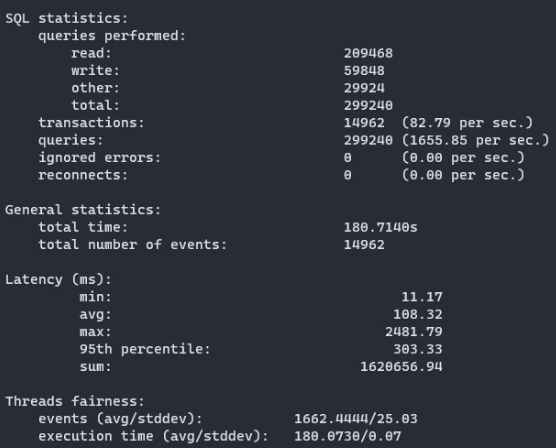 SQL statistics:
queries performed:
read: 209468
write: 59848
other: 29924
total: 299240
transactions: 14962 (82.79 per sec.)
queries: 299240 (1655.85 per sec.)
ignored errors: 0 (0.00 per sec.)
reconnects: 0 (0.00 per sec.)
General statistics:
total time: 180.7140s
total number of events: 14962
Latency (ms):
min: 11.17
avg: 108.32
max: 2481.79
95th percentile: 303.33
sum: 1620656.94
Threads fairness:
events (avg/stddev): 1662.4444/25.03
execution time (avg/stddev): 180.0730/0.07